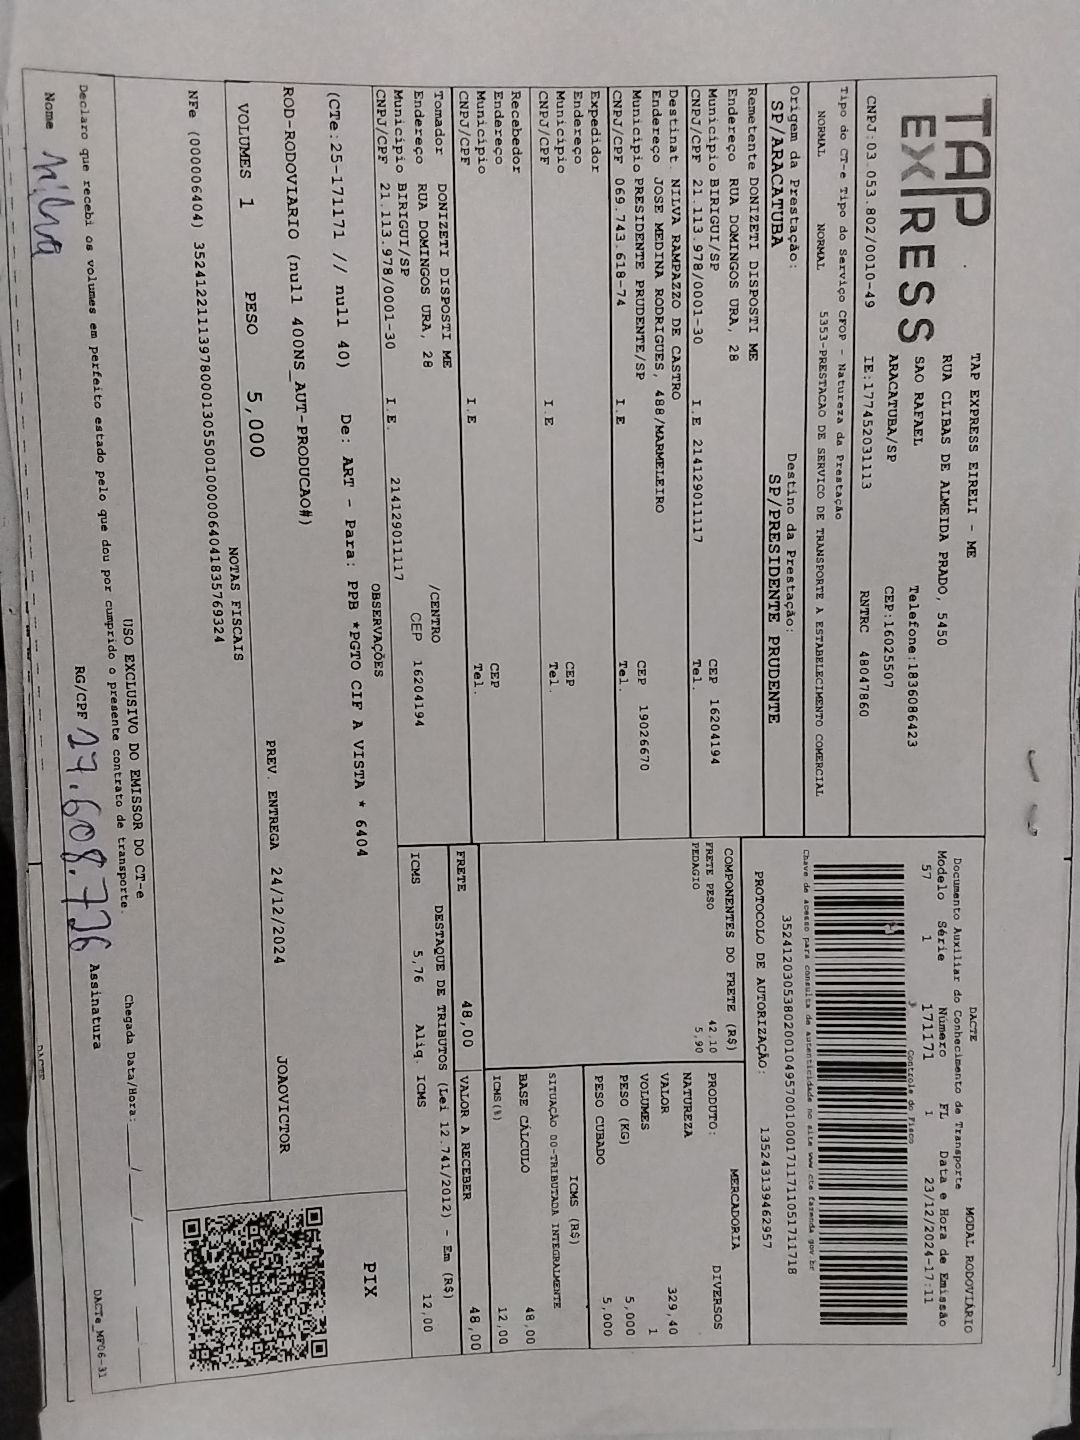 TAP
EXPRESS
TAP EXPRESS EIRELI - ME
RUA CLIBAS DE ALMEIDA PRADO, 5450
SAO RAFAEL Telefone:1836086423
ARACATUBA/SP CEP:16025507
CNPJ:03.053.802/0010-49 IE:177452031113 RNTRC 48047860
Tipo do CT-e Tipo do Serviço CFOP - Natureza da Prestação
NORMAL NORMAL 5353-PRESTACAO DE SERVICO DE TRANSPORTE A ESTABELECIMENTO COMERCIAL
Origem da Prestação: Destino da Prestação:
SP/ARACATUBA SP/PRESIDENTE PRUDENTE
DACTE MODAL RODOVIÁRIO
Documento Auxiliar do Conhecimento de Transporte
Modelo Série Número FL Data e Hora de Emissão
57 1 171171 1 23/12/2024-17:11
Controle do Fisco
Chave de acesso para consulta de autenticidade no site www cte fazenda gov.br
PROTOCOLO DE AUTORIZAÇÃO: 135243139462957
Remetente DONIZETI DISPOSTI ME
Endereço RUA DOMINGOS URA, 28
Município BIRIGUI/SP CEP 16204194
CNPJ/CPF 21.113.978/0001-30 I.E 214129011117 Tel.
Destinat. NILVA RAMPAZZO DE CASTRO
Endereço JOSE MEDINA RODRIGUES, 488/MARMELEIRO
Município PRESIDENTE PRUDENTE/SP CEP 19026670
CNPJ/CPF 069.743.618-74 I.E Tel.
Expedidor
Endereço
Município CEP
CNPJ/CPF I.E Tel.
Recebedor
Endereço
Município CEP
CNPJ/CPF I.E Tel.
Tomador DONIZETI DISPOSTI ME
Endereço RUA DOMINGOS URA, 28 /CENTRO
Município BIRIGUI/SP CEP 16204194
CNPJ/CPF 21.113.978/0001-30 I.E. 214129011117
COMPONENTES DO FRETE (R$)
FRETE PESO 42,10
PEDAGIO 5,90
PRODUTO: MERCADORIA
NATUREZA DIVERSOS
VALOR 329,40
VOLUMES 1
PESO (KG) 5,000
PESO CUBADO 5,000
ICMS (R$)
SITUAÇÃO 00-TRIBUTADA INTEGRALMENTE
BASE CÁLCULO 48,00
ICMS(%) 12,00
FRETE 48,00 VALOR A RECEBER 48,00
DESTAQUE DE TRIBUTOS (Lei 12.741/2012) - Em (R$)
ICMS 5,76 Aliq. ICMS 12,00
OBSERVAÇÕES
(CTe:25-171171 // null 40) De: ART - Para: PPB *PGTO CIF A VISTA * 6404
PIX
ROD-RODOVIARIO (null 400NS_AUT-PRODUCAO#)
PREV. ENTREGA 24/12/2024 JOAOVICTOR
VOLUMES 1 PESO 5,000
NOTAS FISCAIS
NFe (000006404) 35241221113978000130550010000064041835769324
USO EXCLUSIVO DO EMISSOR DO CT-e
Declaro que recebi os volumes em perfeito estado pelo que dou por cumprido o presente contrato de transporte. Chegada Data/Hora: / /
Nome Nilva RG/CPF 17.608.726 Assinatura
DACTe_MF06-31
DACTE